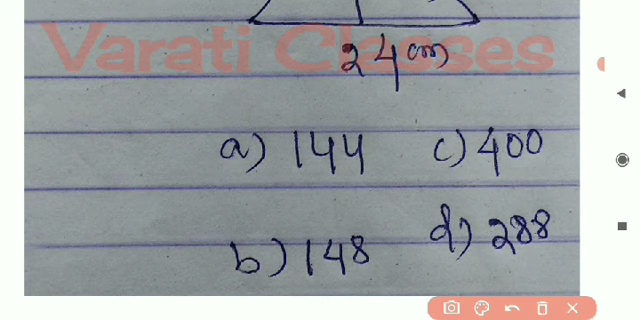 Varati Classes
24 cm
a) 144 c) 400
b) 148 d) 288